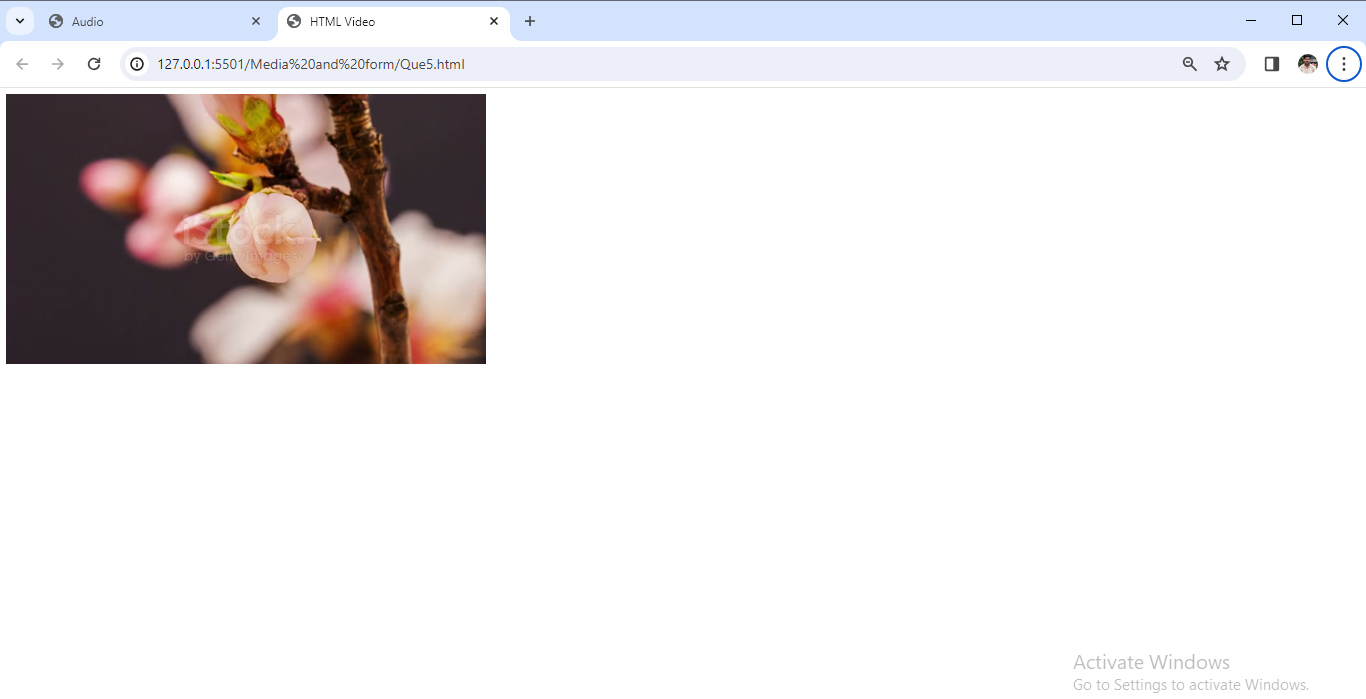 Audio
HTML Video
127.0.0.1:5501/Media%20and%20form/Que5.html
iStock.
by Getty Images
Activate Windows
Go to Settings to activate Windows.